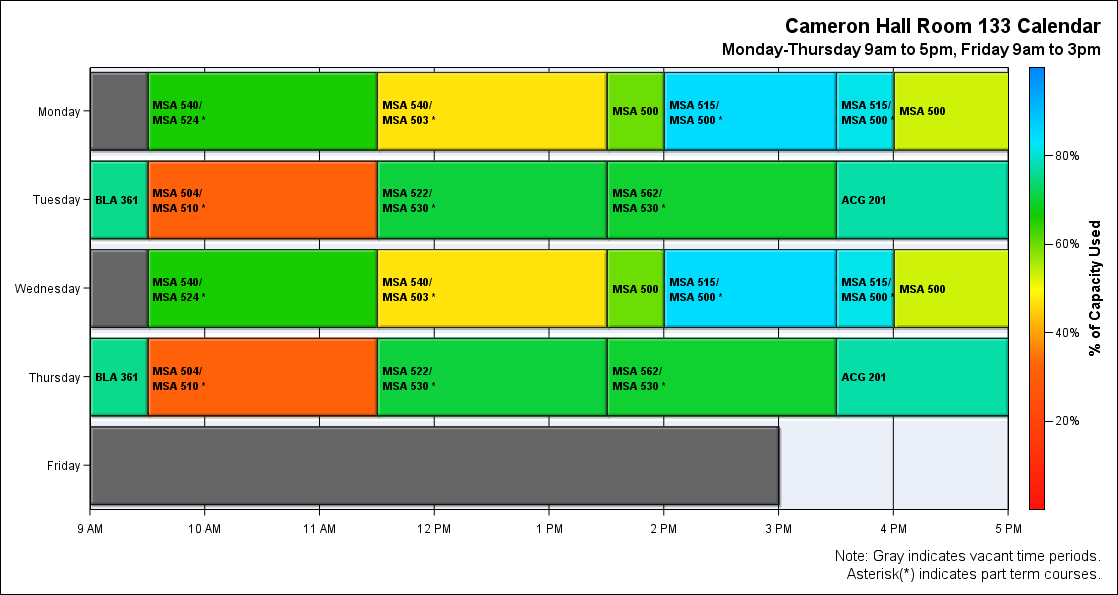 Cameron Hall Room 133 Calendar
Monday-Thursday 9am to 5pm, Friday 9am to 3pm
Monday
MSA 540/
MSA 524 *
MSA 540/
MSA 503 *
MSA 500
MSA 515/
MSA 500 *
MSA 515/
MSA 500 *
MSA 500
Tuesday
BLA 361
MSA 504/
MSA 510 *
MSA 522/
MSA 530 *
MSA 562/
MSA 530 *
ACG 201
Wednesday
MSA 540/
MSA 524 *
MSA 540/
MSA 503 *
MSA 500
MSA 515/
MSA 500 *
MSA 515/
MSA 500 *
MSA 500
Thursday
BLA 361
MSA 504/
MSA 510 *
MSA 522/
MSA 530 *
MSA 562/
MSA 530 *
ACG 201
Friday
9 AM
10 AM
11 AM
12 PM
1 PM
2 PM
3 PM
4 PM
5 PM
80%
60%
40%
20%
% of Capacity Used
Note: Gray indicates vacant time periods.
Asterisk(*) indicates part term courses.